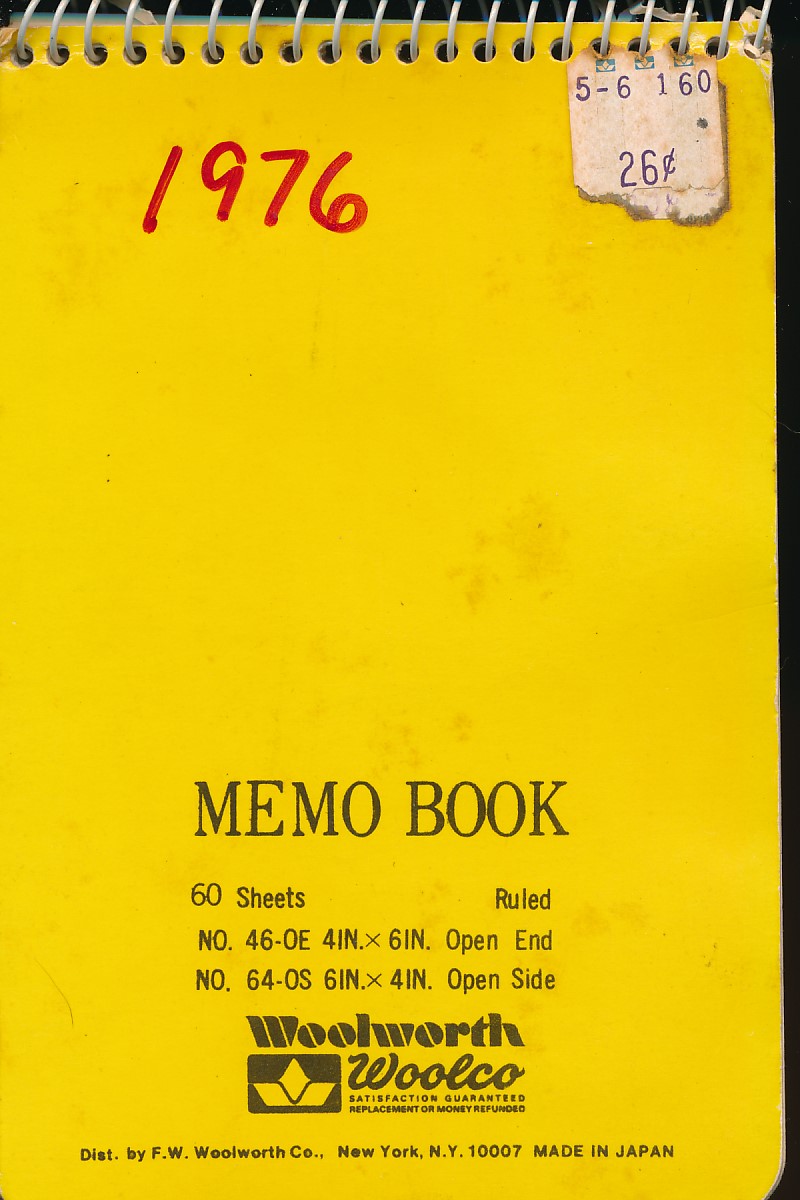 5-6 160
26¢
1976
MEMO BOOK
60 Sheets Ruled
NO. 46-OE 4IN.× 6IN. Open End
NO. 64-OS 6IN.× 4IN. Open Side
Woolworth
Woolco
SATISFACTION GUARANTEED
REPLACEMENT OR MONEY REFUNDED
Dist. by F.W. Woolworth Co., New York, N.Y. 10007 MADE IN JAPAN